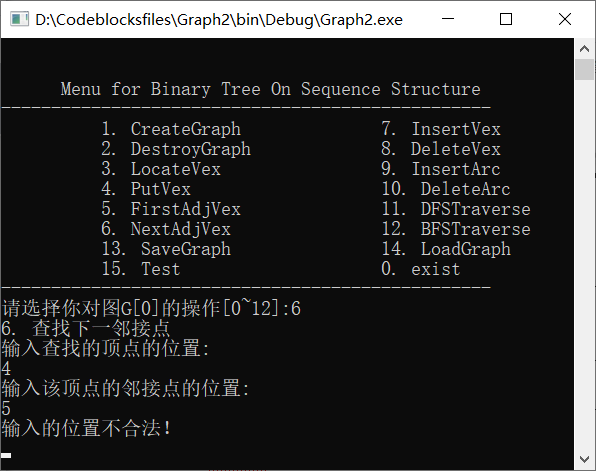 D:\Codeblocksfiles\Graph2\bin\Debug\Graph2.exe
Menu for Binary Tree On Sequence Structure
-------------------------------------------------
1. CreateGraph 7. InsertVex
2. DestroyGraph 8. DeleteVex
3. LocateVex 9. InsertArc
4. PutVex 10. DeleteArc
5. FirstAdjVex 11. DFSTraverse
6. NextAdjVex 12. BFSTraverse
13. SaveGraph 14. LoadGraph
15. Test 0. exist
-------------------------------------------------
请选择你对图G[0]的操作[0~12]:6
6. 查找下一邻接点
输入查找的顶点的位置:
4
输入该顶点的邻接点的位置:
5
输入的位置不合法!